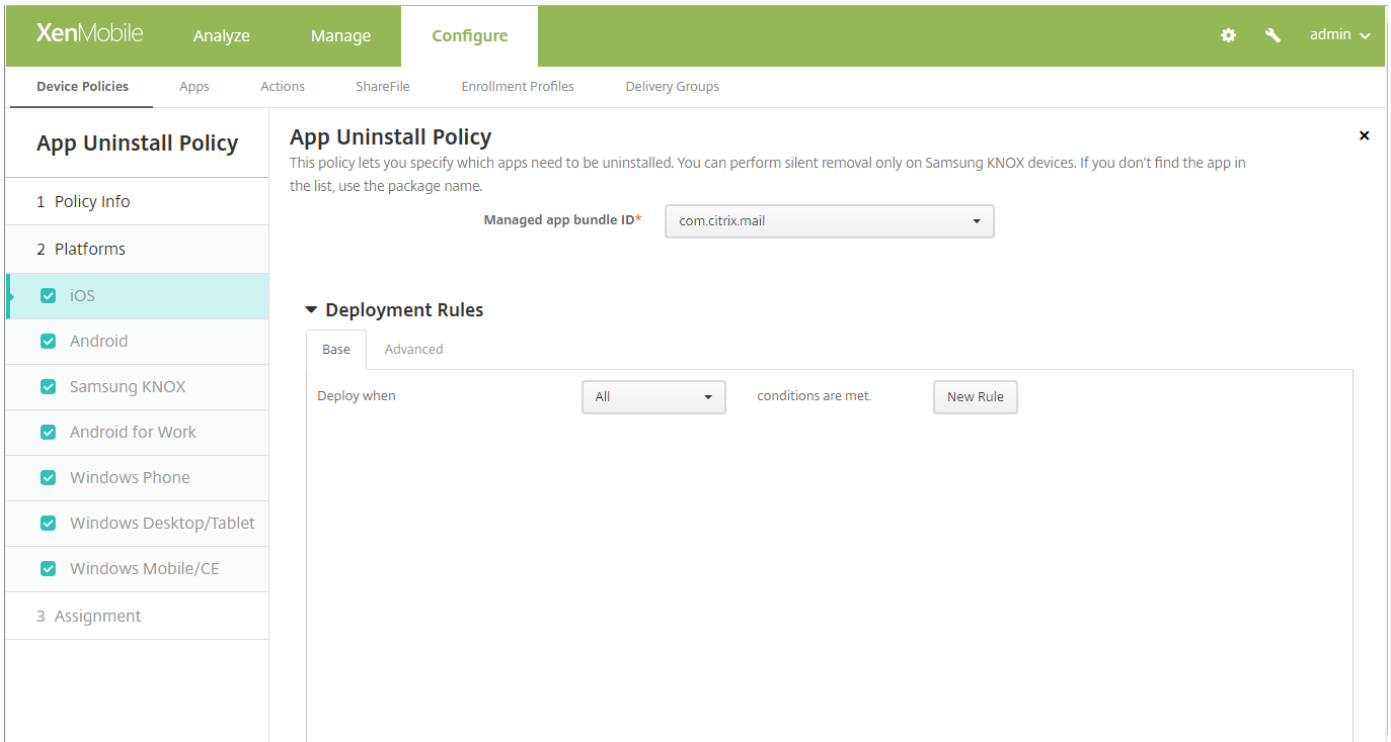 XenMobile Analyze Manage Configure admin
Device Policies Apps Actions ShareFile Enrollment Profiles Delivery Groups
App Uninstall Policy
1 Policy Info
2 Platforms
iOS
Android
Samsung KNOX
Android for Work
Windows Phone
Windows Desktop/Tablet
Windows Mobile/CE
3 Assignment
App Uninstall Policy
This policy lets you specify which apps need to be uninstalled. You can perform silent removal only on Samsung KNOX devices. If you don't find the app in
the list, use the package name.
Managed app bundle ID* com.citrix.mail
Deployment Rules
Base Advanced
Deploy when All conditions are met. New Rule